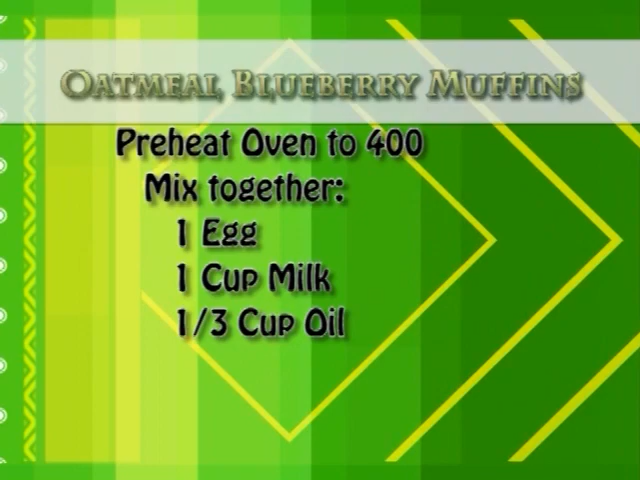 Oatmeal Blueberry Muffins
Preheat Oven to 400
Mix together:
1 Egg
1 Cup Milk
1/3 Cup Oil